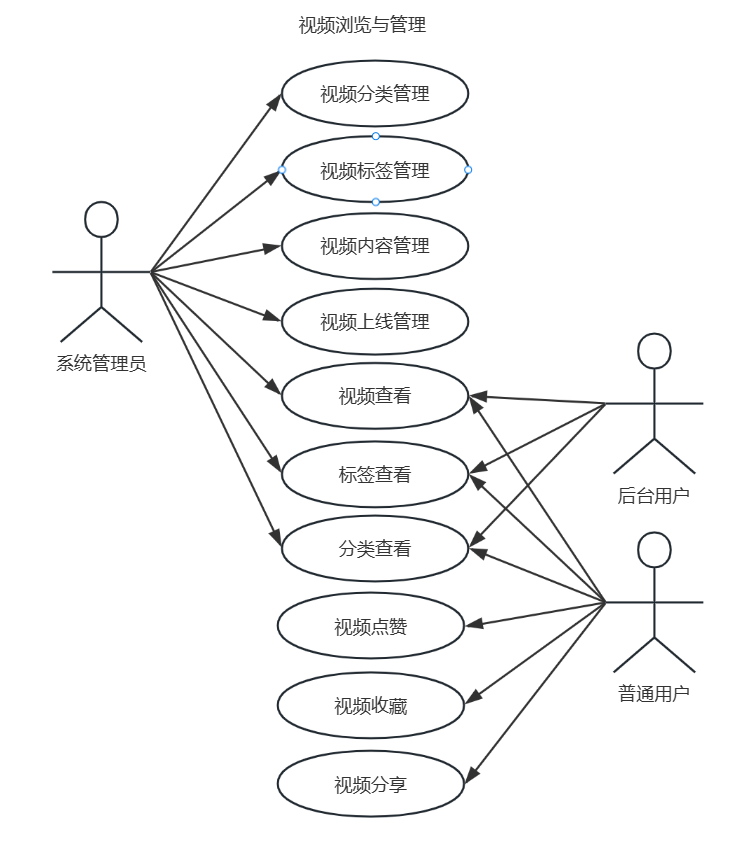 视频浏览与管理
视频分类管理
视频标签管理
视频内容管理
视频上线管理
系统管理员
视频查看
标签查看
后台用户
分类查看
视频点赞
普通用户
视频收藏
视频分享